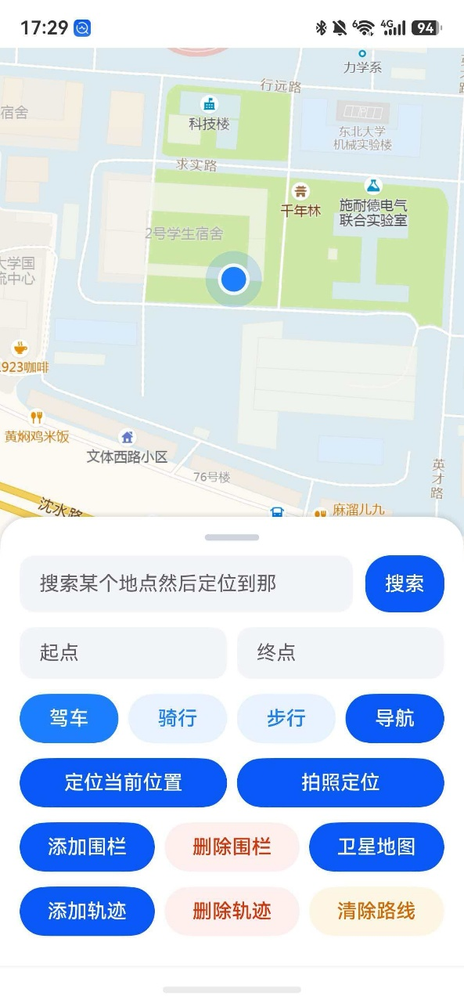 17:29
6
4G
94
力学系
行远路
英才路
宿舍
科技楼
东北大学
机械实验楼
求实路
千年林
施耐德电气
联合实验室
2号学生宿舍
大学国
流中心
1923咖啡
黄焖鸡米饭
文体西路小区
76号楼
英才路
沈水路
麻溜儿九
搜索某个地点然后定位到那
搜索
起点
终点
驾车
骑行
步行
导航
定位当前位置
拍照定位
添加围栏
删除围栏
卫星地图
添加轨迹
删除轨迹
清除路线